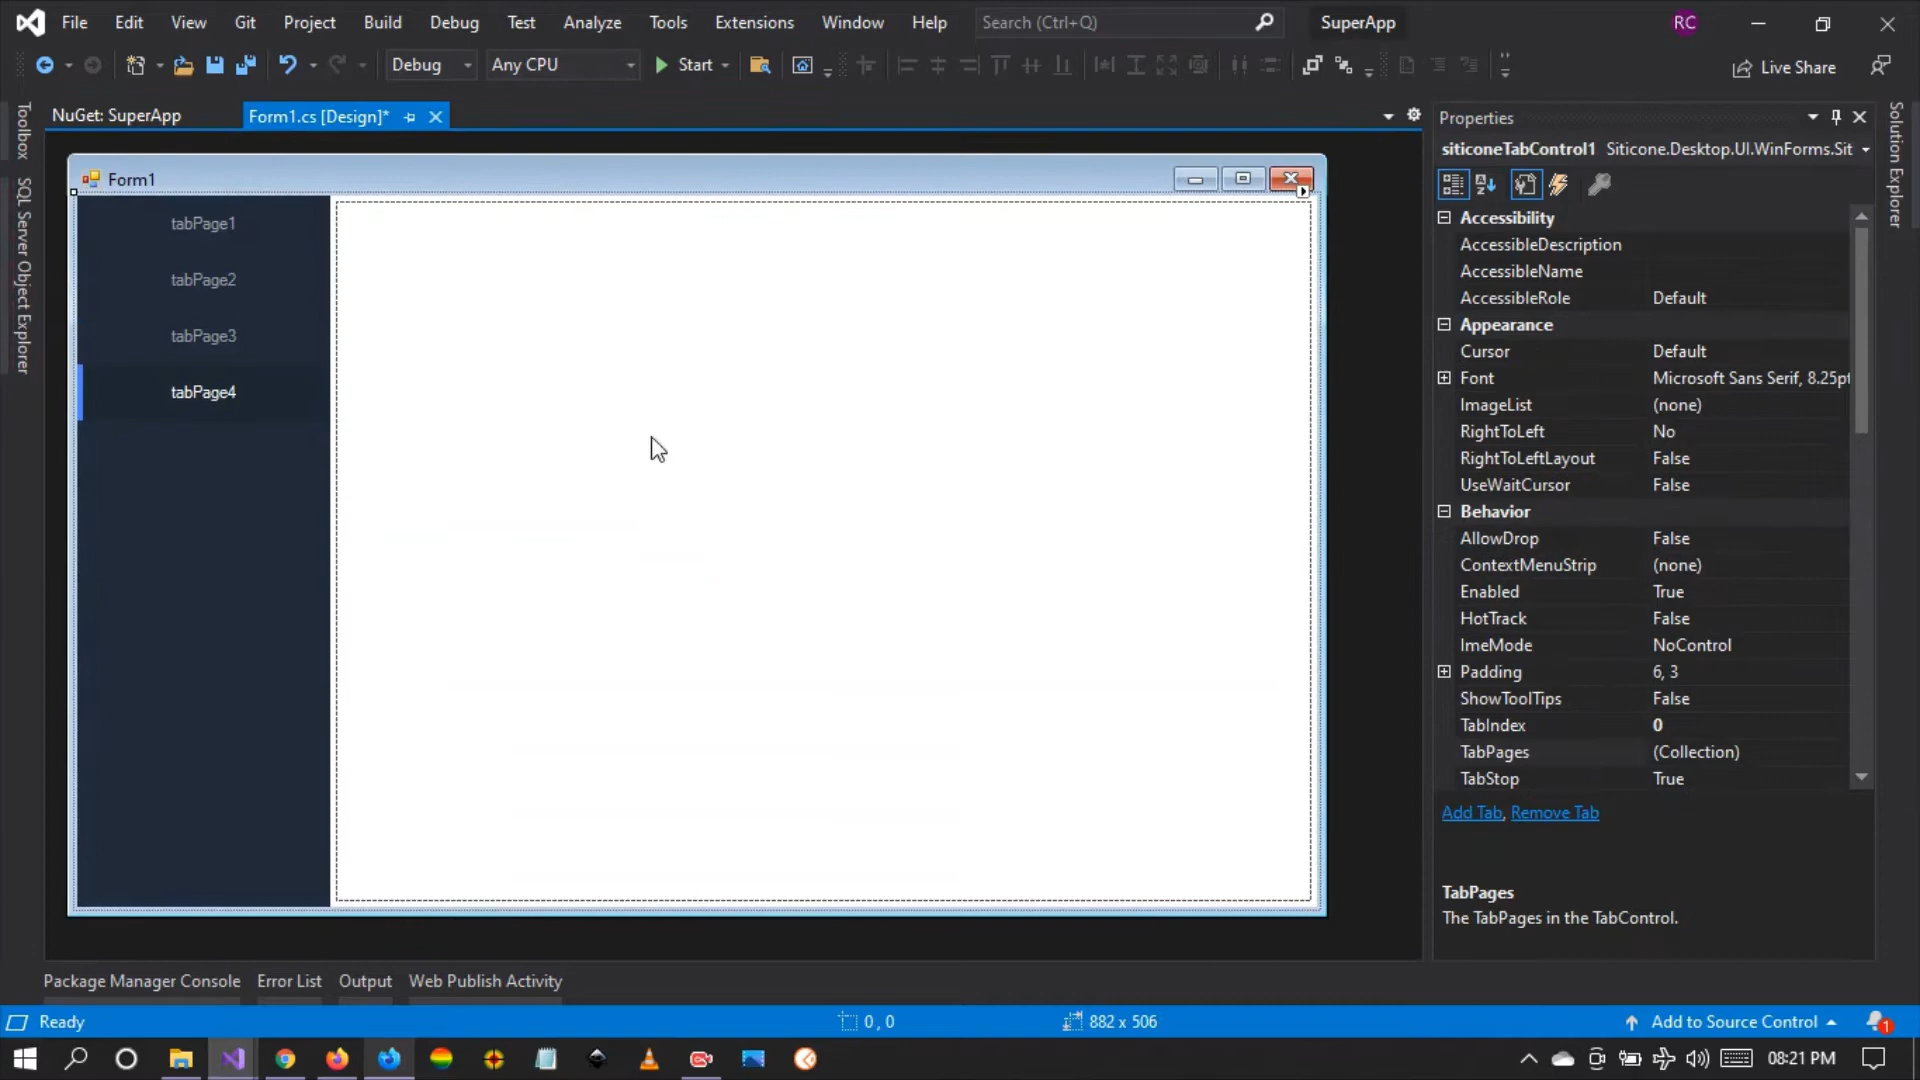 File Edit View Git Project Build Debug Test Analyze Tools Extensions Window Help Search (Ctrl+Q) SuperApp RC
Debug Any CPU Start Live Share
NuGet: SuperApp Form1.cs [Design]*
Toolbox
SQL Server Object Explorer
Form1
tabPage1
tabPage2
tabPage3
tabPage4
Properties
siticoneTabControl1 Siticone.Desktop.UI.WinForms.Sit
Accessibility
AccessibleDescription
AccessibleName
AccessibleRole Default
Appearance
Cursor Default
Font Microsoft Sans Serif, 8.25pt
ImageList (none)
RightToLeft No
RightToLeftLayout False
UseWaitCursor False
Behavior
AllowDrop False
ContextMenuStrip (none)
Enabled True
HotTrack False
ImeMode NoControl
Padding 6, 3
ShowToolTips False
TabIndex 0
TabPages (Collection)
TabStop True
Add Tab, Remove Tab
TabPages
The TabPages in the TabControl.
Solution Explorer
Package Manager Console Error List Output Web Publish Activity
Ready 0 , 0 882 x 506 Add to Source Control 1
08:21 PM